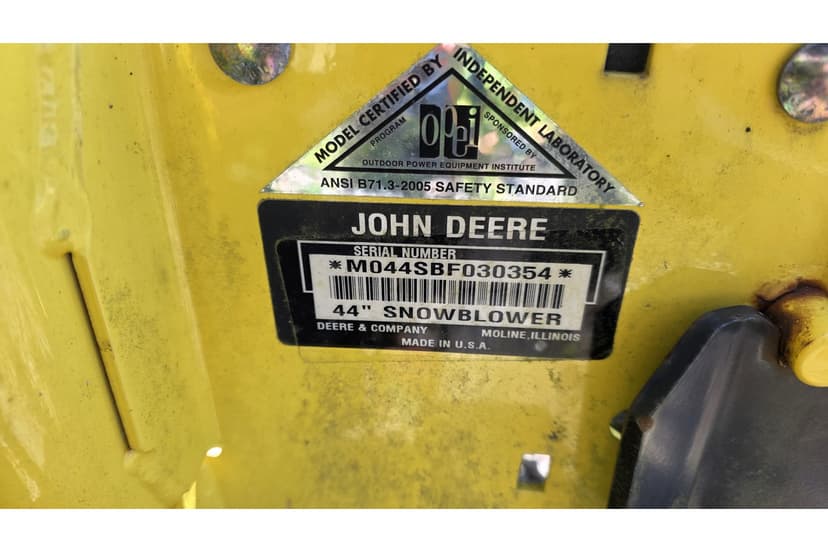 MODEL CERTIFIED BY INDEPENDENT LABORATORY
PROGRAM opei SPONSORED BY
OUTDOOR POWER EQUIPMENT INSTITUTE
ANSI B71.3-2005 SAFETY STANDARD
JOHN DEERE
SERIAL NUMBER
*M044SBF030354*
44" SNOWBLOWER
DEERE & COMPANY MOLINE, ILLINOIS
MADE IN U.S.A.